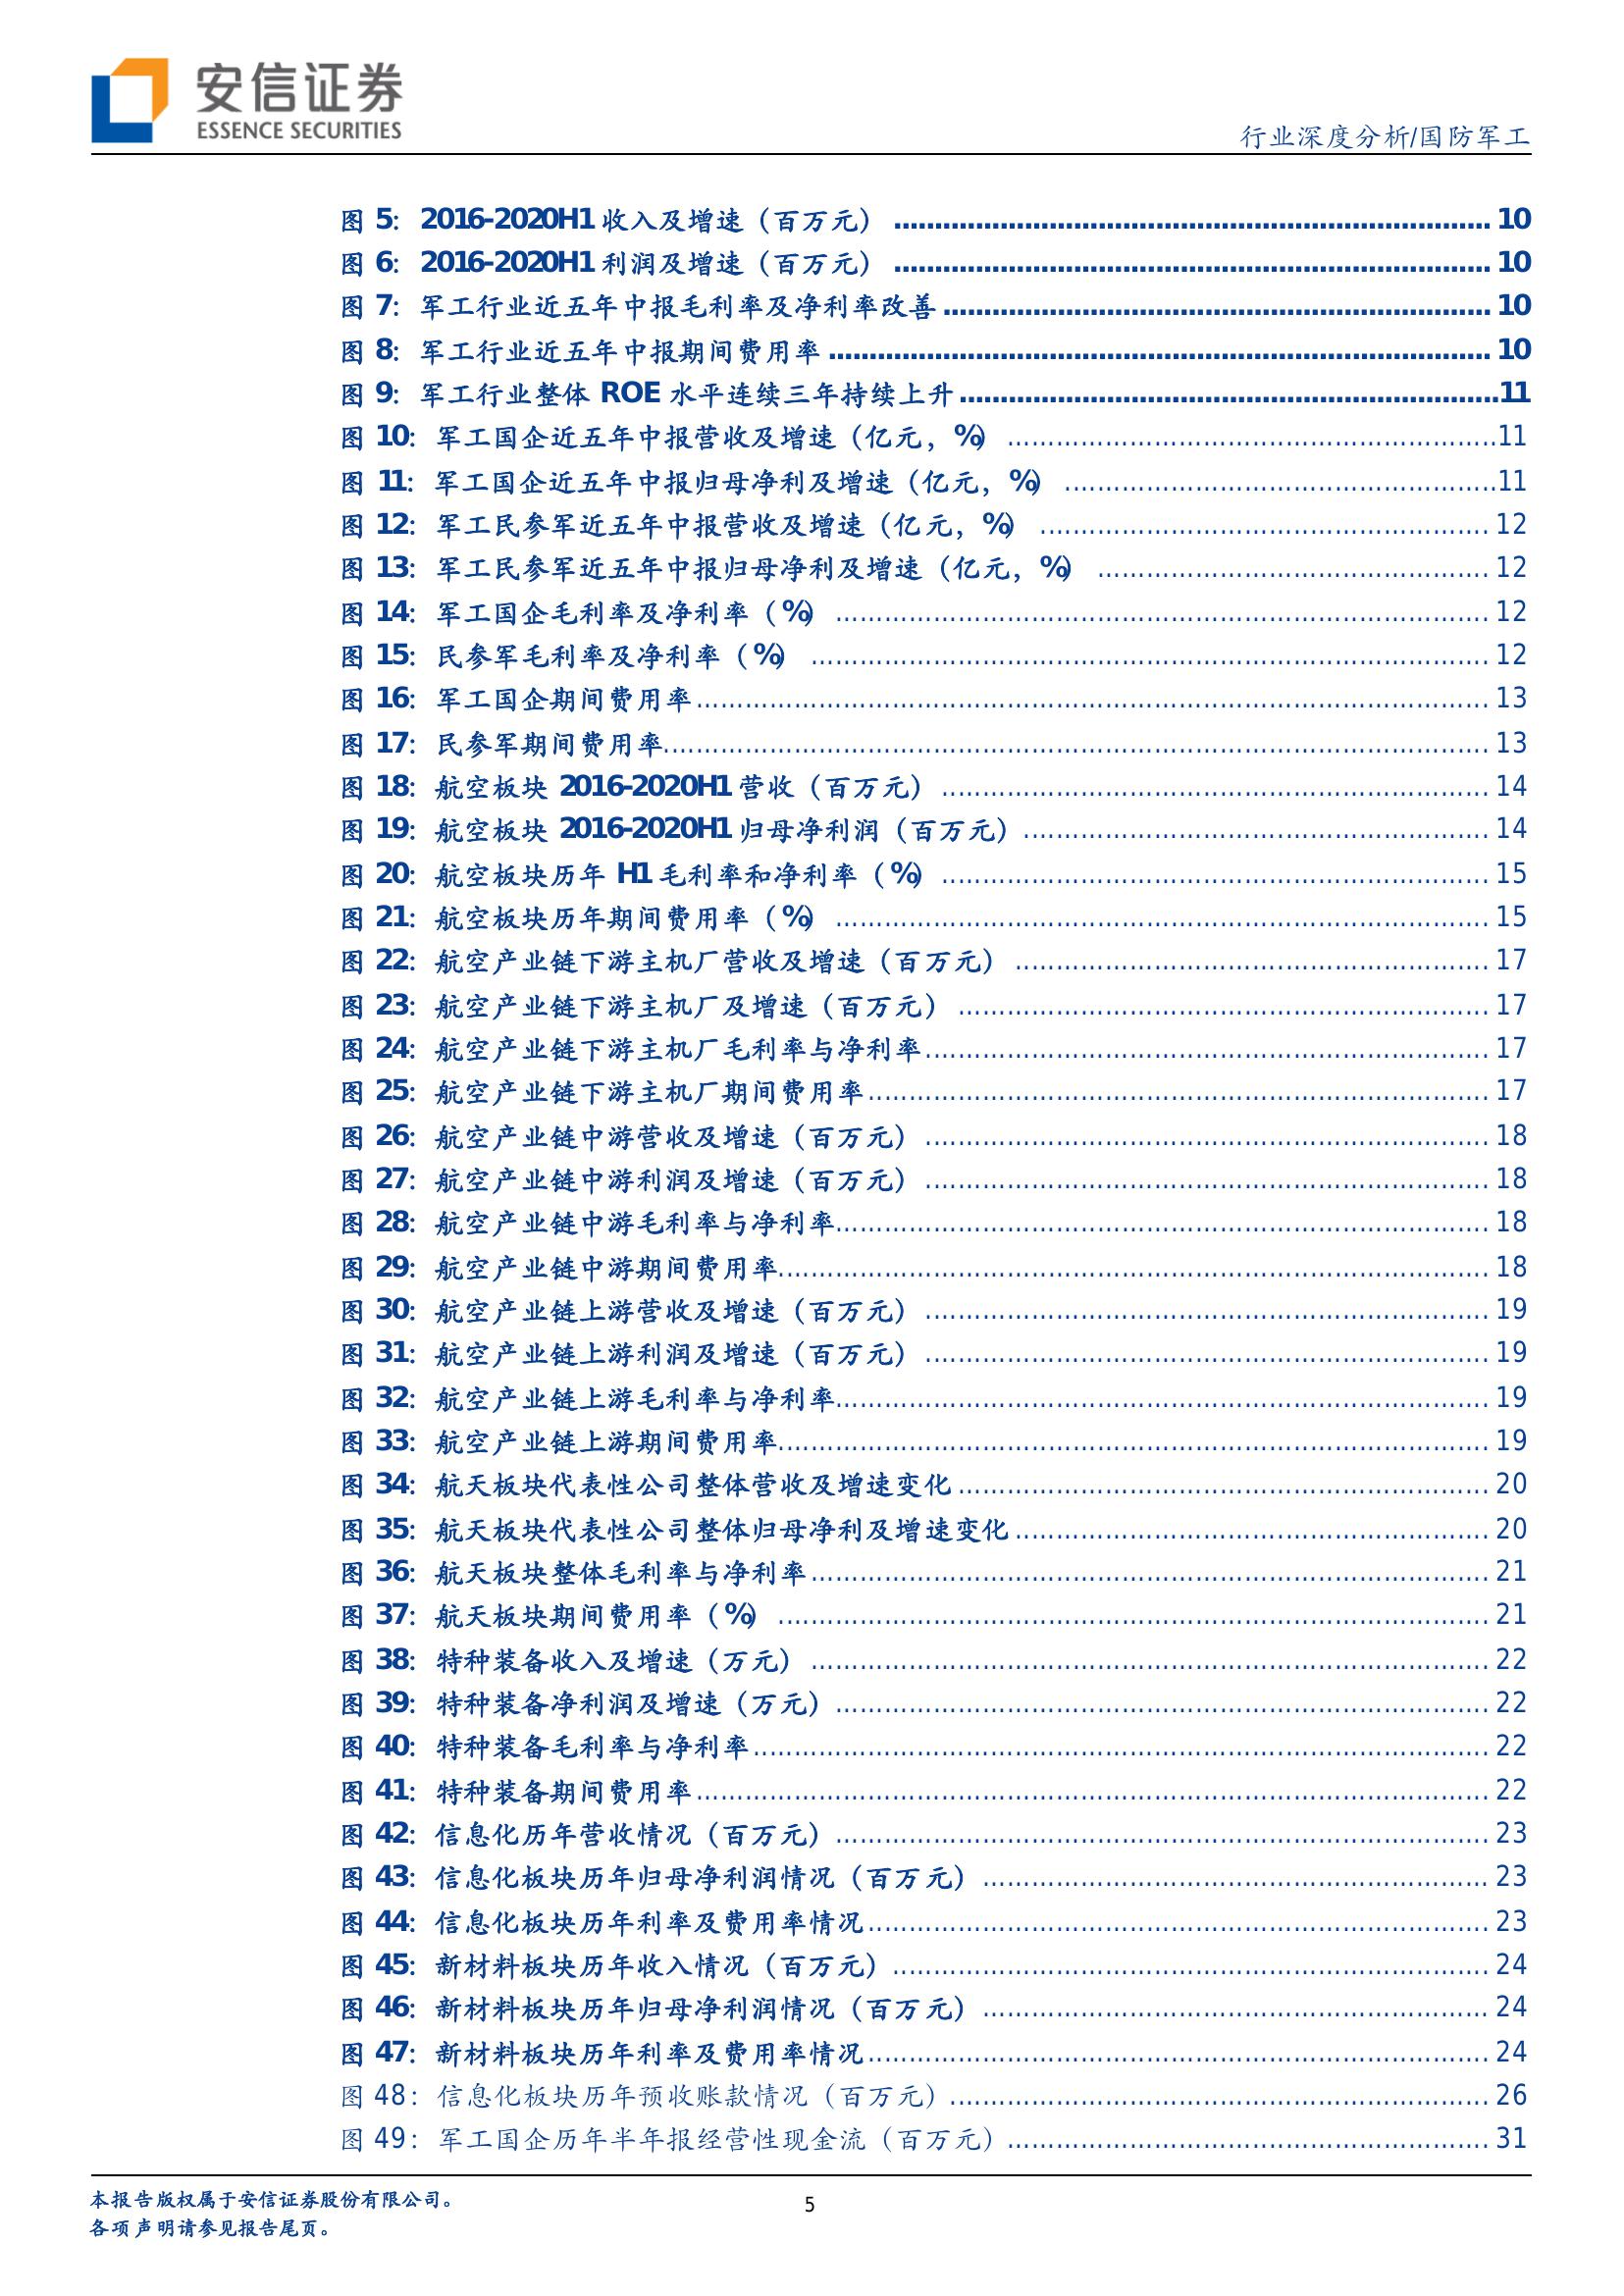 安信证券
ESSENCE SECURITIES
行业深度分析/国防军工
图 5: 2016-2020H1 收入及增速（百万元） ........ 10
图 6: 2016-2020H1 利润及增速（百万元） ........ 10
图 7: 军工行业近五年中报毛利率及净利率改善 ........ 10
图 8: 军工行业近五年中报期间费用率 ........ 10
图 9: 军工行业整体 ROE 水平连续三年持续上升 ........ 11
图 10: 军工国企近五年中报营收及增速（亿元，%） ........ 11
图 11: 军工国企近五年中报归母净利及增速（亿元，%） ........ 11
图 12: 军工民参军近五年中报营收及增速（亿元，%） ........ 12
图 13: 军工民参军近五年中报归母净利及增速（亿元，%） ........ 12
图 14: 军工国企毛利率及净利率（%） ........ 12
图 15: 民参军毛利率及净利率（%） ........ 12
图 16: 军工国企期间费用率 ........ 13
图 17: 民参军期间费用率 ........ 13
图 18: 航空板块 2016-2020H1 营收（百万元） ........ 14
图 19: 航空板块 2016-2020H1 归母净利润（百万元） ........ 14
图 20: 航空板块历年 H1 毛利率和净利率（%） ........ 15
图 21: 航空板块历年期间费用率（%） ........ 15
图 22: 航空产业链下游主机厂营收及增速（百万元） ........ 17
图 23: 航空产业链下游主机厂及增速（百万元） ........ 17
图 24: 航空产业链下游主机厂毛利率与净利率 ........ 17
图 25: 航空产业链下游主机厂期间费用率 ........ 17
图 26: 航空产业链中游营收及增速（百万元） ........ 18
图 27: 航空产业链中游利润及增速（百万元） ........ 18
图 28: 航空产业链中游毛利率与净利率 ........ 18
图 29: 航空产业链中游期间费用率 ........ 18
图 30: 航空产业链上游营收及增速（百万元） ........ 19
图 31: 航空产业链上游利润及增速（百万元） ........ 19
图 32: 航空产业链上游毛利率与净利率 ........ 19
图 33: 航空产业链上游期间费用率 ........ 19
图 34: 航天板块代表性公司整体营收及增速变化 ........ 20
图 35: 航天板块代表性公司整体归母净利及增速变化 ........ 20
图 36: 航天板块整体毛利率与净利率 ........ 21
图 37: 航天板块期间费用率（%） ........ 21
图 38: 特种装备收入及增速（万元） ........ 22
图 39: 特种装备净利润及增速（万元） ........ 22
图 40: 特种装备毛利率与净利率 ........ 22
图 41: 特种装备期间费用率 ........ 22
图 42: 信息化历年营收情况（百万元） ........ 23
图 43: 信息化板块历年归母净利润情况（百万元） ........ 23
图 44: 信息化板块历年利率及费用率情况 ........ 23
图 45: 新材料板块历年收入情况（百万元） ........ 24
图 46: 新材料板块历年归母净利润情况（百万元） ........ 24
图 47: 新材料板块历年利率及费用率情况 ........ 24
图 48: 信息化板块历年预收账款情况（百万元） ........ 26
图 49: 军工国企历年半年报经营性现金流（百万元） ........ 31
本报告版权属于安信证券股份有限公司。
各项声明请参见报告尾页。
5